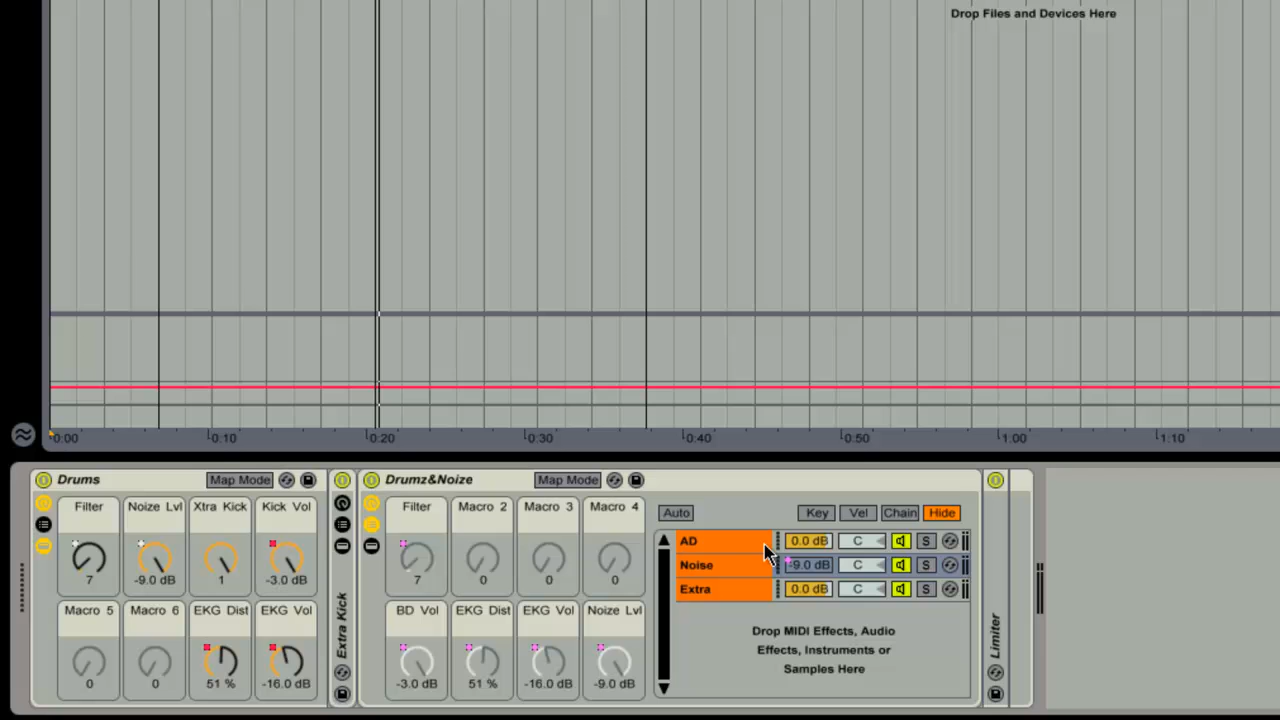 Drop Files and Devices Here
0:00 0:10 0:20 0:30 0:40 0:50 1:00 1:10
Drums Map Mode
Filter Noize Lvl Xtra Kick Kick Vol
7 -9.0 dB 1 -3.0 dB
Macro 5 Macro 6 EKG Dist EKG Vol
0 0 51 % -16.0 dB
Extra Kick
Drumz&Noize Map Mode
Filter Macro 2 Macro 3 Macro 4
7 0 0 0
BD Vol EKG Dist EKG Vol Noize Lvl
-3.0 dB 51 % -16.0 dB -9.0 dB
Auto Key Vel Chain Hide
AD 0.0 dB C S
Noise -9.0 dB C S
Extra 0.0 dB C S
Drop MIDI Effects, Audio
Effects, Instruments or
Samples Here
Limiter